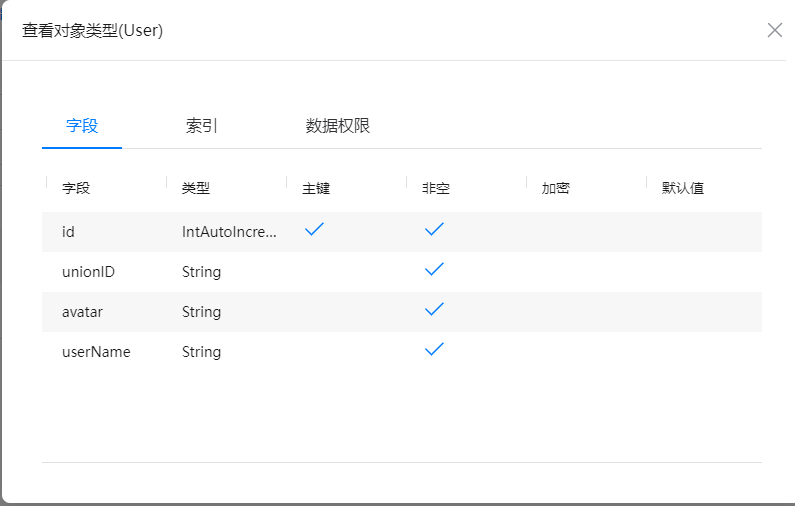 查看对象类型(User)
字段 索引 数据权限
字段 类型 主键 非空 加密 默认值
id IntAutoIncre...
unionID String
avatar String
userName String